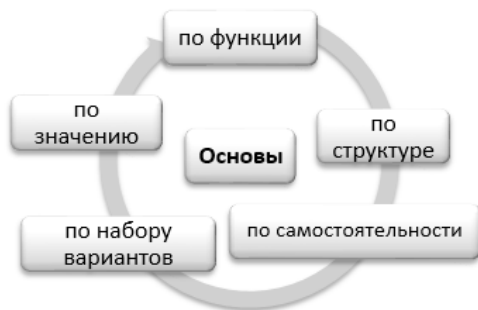 по функции
по
значению
по
структуре
Основы
по набору
вариантов
по самостоятельности